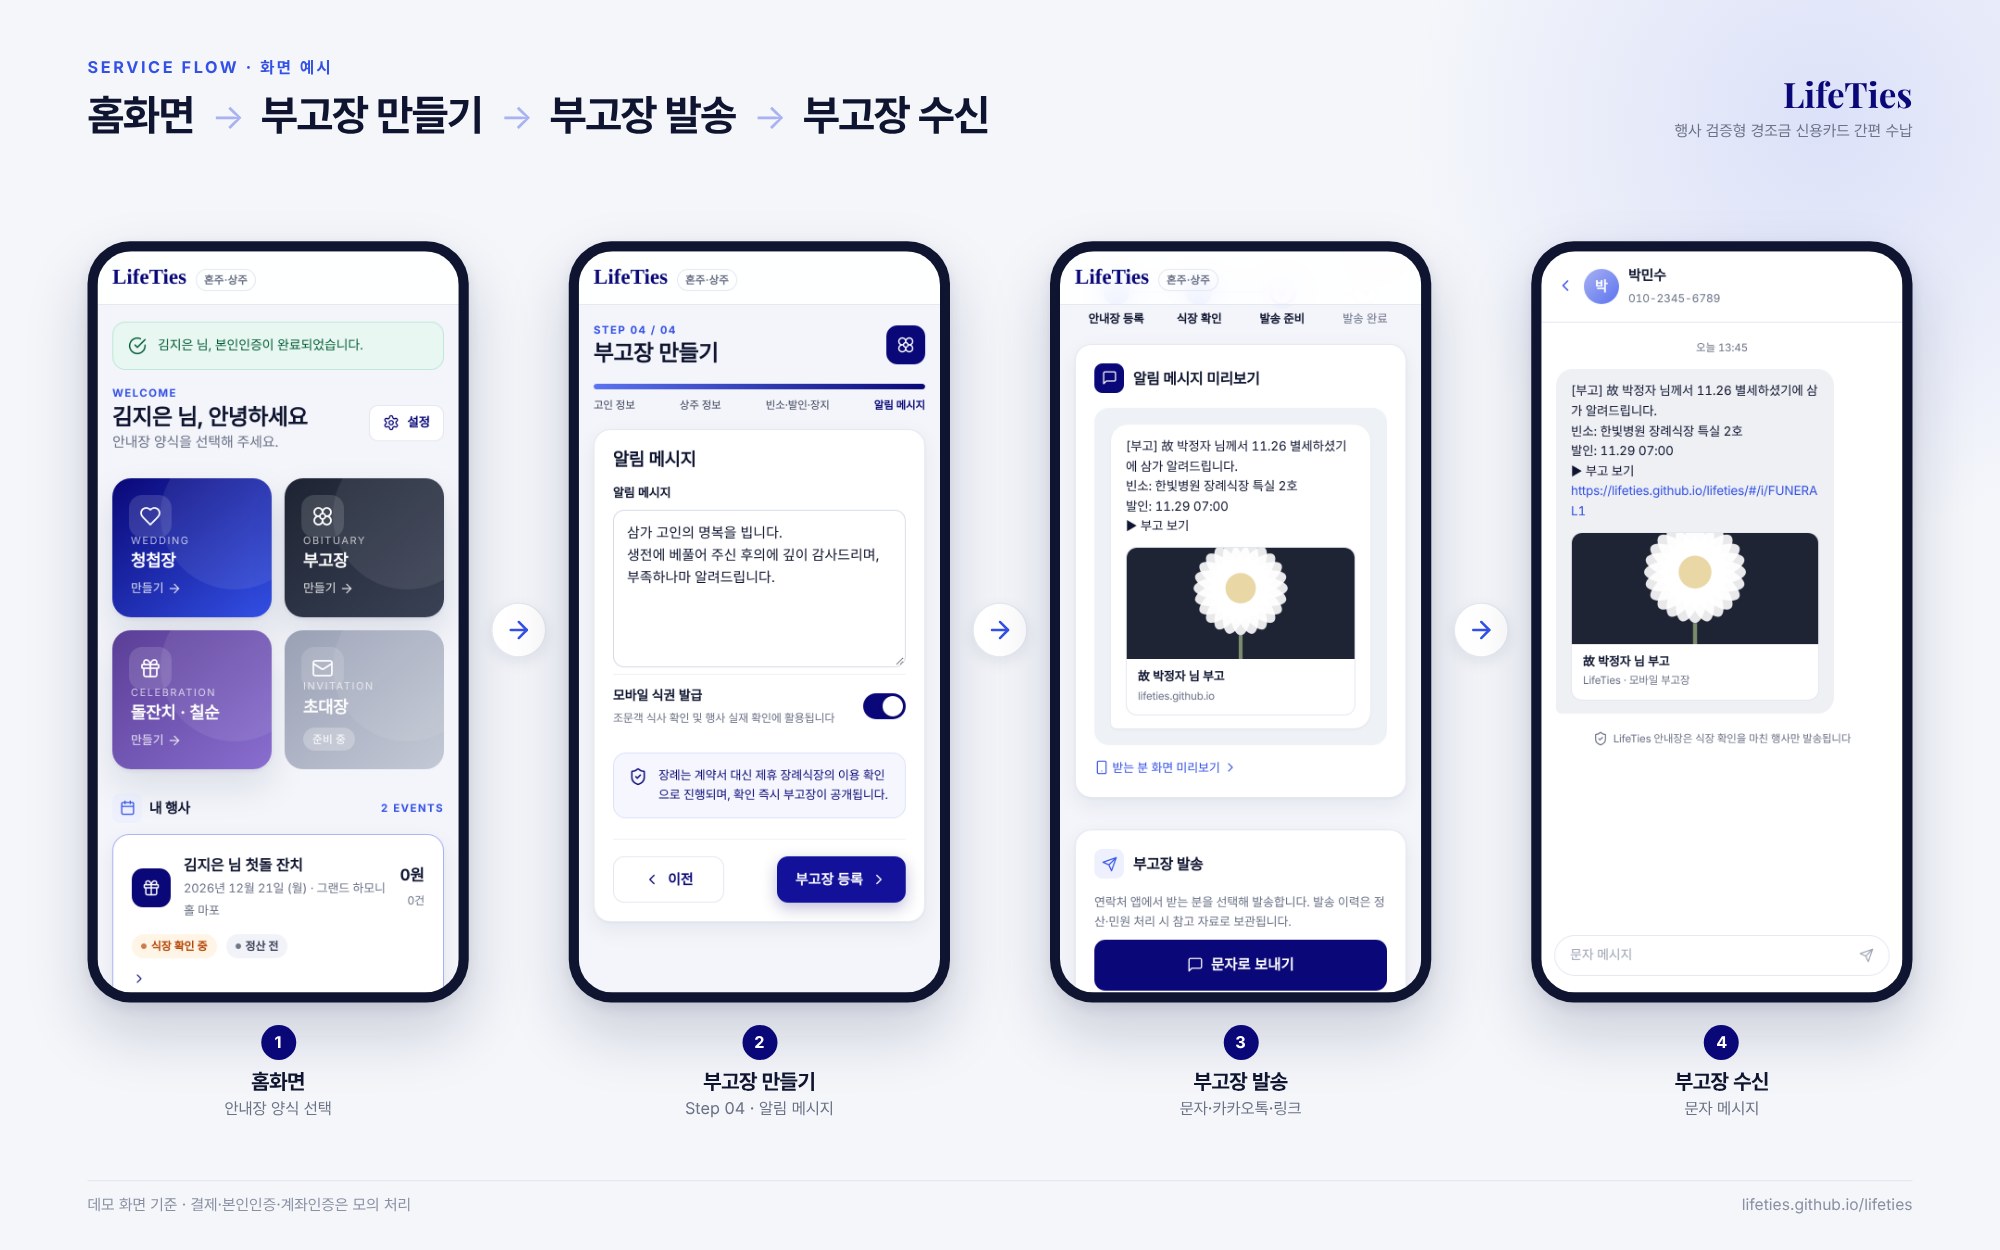 SERVICE FLOW · 화면 예시
홈화면 → 부고장 만들기 → 부고장 발송 → 부고장 수신
LifeTies
행사 검증형 경조금 신용카드 간편 수납
LifeTies 혼주·상주
김지은 님, 본인인증이 완료되었습니다.
WELCOME
김지은 님, 안녕하세요
안내장 양식을 선택해 주세요.
설정
WEDDING
청첩장
만들기 →
OBITUARY
부고장
만들기 →
CELEBRATION
돌잔치 · 칠순
만들기 →
INVITATION
초대장
준비 중
내 행사
2 EVENTS
김지은 님 첫돌 잔치
2026년 12월 21일 (월) · 그랜드 하모니
홀 마포
0원
0건
식장 확인 중
정산 전
1
홈화면
안내장 양식 선택
LifeTies 혼주·상주
STEP 04 / 04
부고장 만들기
고인 정보 상주 정보 빈소·발인·장지 알림 메시지
알림 메시지
알림 메시지
삼가 고인의 명복을 빕니다.
생전에 베풀어 주신 후의에 깊이 감사드리며,
부족하나마 알려드립니다.
모바일 식권 발급
조문객 식사 확인 및 행사 실재 확인에 활용됩니다
장례는 계약서 대신 제휴 장례식장의 이용 확인
으로 진행되며, 확인 즉시 부고장이 공개됩니다.
이전
부고장 등록
2
부고장 만들기
Step 04 · 알림 메시지
LifeTies 혼주·상주
안내장 등록 식장 확인 발송 준비 발송 완료
알림 메시지 미리보기
[부고] 故 박정자 님께서 11.26 별세하셨기
에 삼가 알려드립니다.
빈소: 한빛병원 장례식장 특실 2호
발인: 11.29 07:00
▶ 부고 보기
故 박정자 님 부고
lifeties.github.io
받는 분 화면 미리보기
부고장 발송
연락처 앱에서 받는 분을 선택해 발송합니다. 발송 이력은 정
산·민원 처리 시 참고 자료로 보관됩니다.
문자로 보내기
3
부고장 발송
문자·카카오톡·링크
박
박민수
010-2345-6789
오늘 13:45
[부고] 故 박정자 님께서 11.26 별세하셨기에 삼
가 알려드립니다.
빈소: 한빛병원 장례식장 특실 2호
발인: 11.29 07:00
▶ 부고 보기
https://lifeties.github.io/lifeties/#/i/FUNERA
L1
故 박정자 님 부고
LifeTies · 모바일 부고장
LifeTies 안내장은 식장 확인을 마친 행사만 발송됩니다
문자 메시지
4
부고장 수신
문자 메시지
데모 화면 기준 · 결제·본인인증·계좌인증은 모의 처리
lifeties.github.io/lifeties